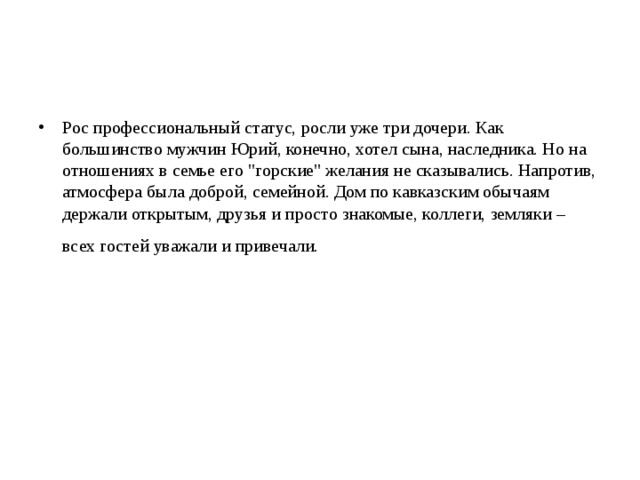 • Рос профессиональный статус, росли уже три дочери. Как
большинство мужчин Юрий, конечно, хотел сына, наследника. Но на
отношениях в семье его "горские" желания не сказывались. Напротив,
атмосфера была доброй, семейной. Дом по кавказским обычаям
держали открытым, друзья и просто знакомые, коллеги, земляки –
всех гостей уважали и привечали.